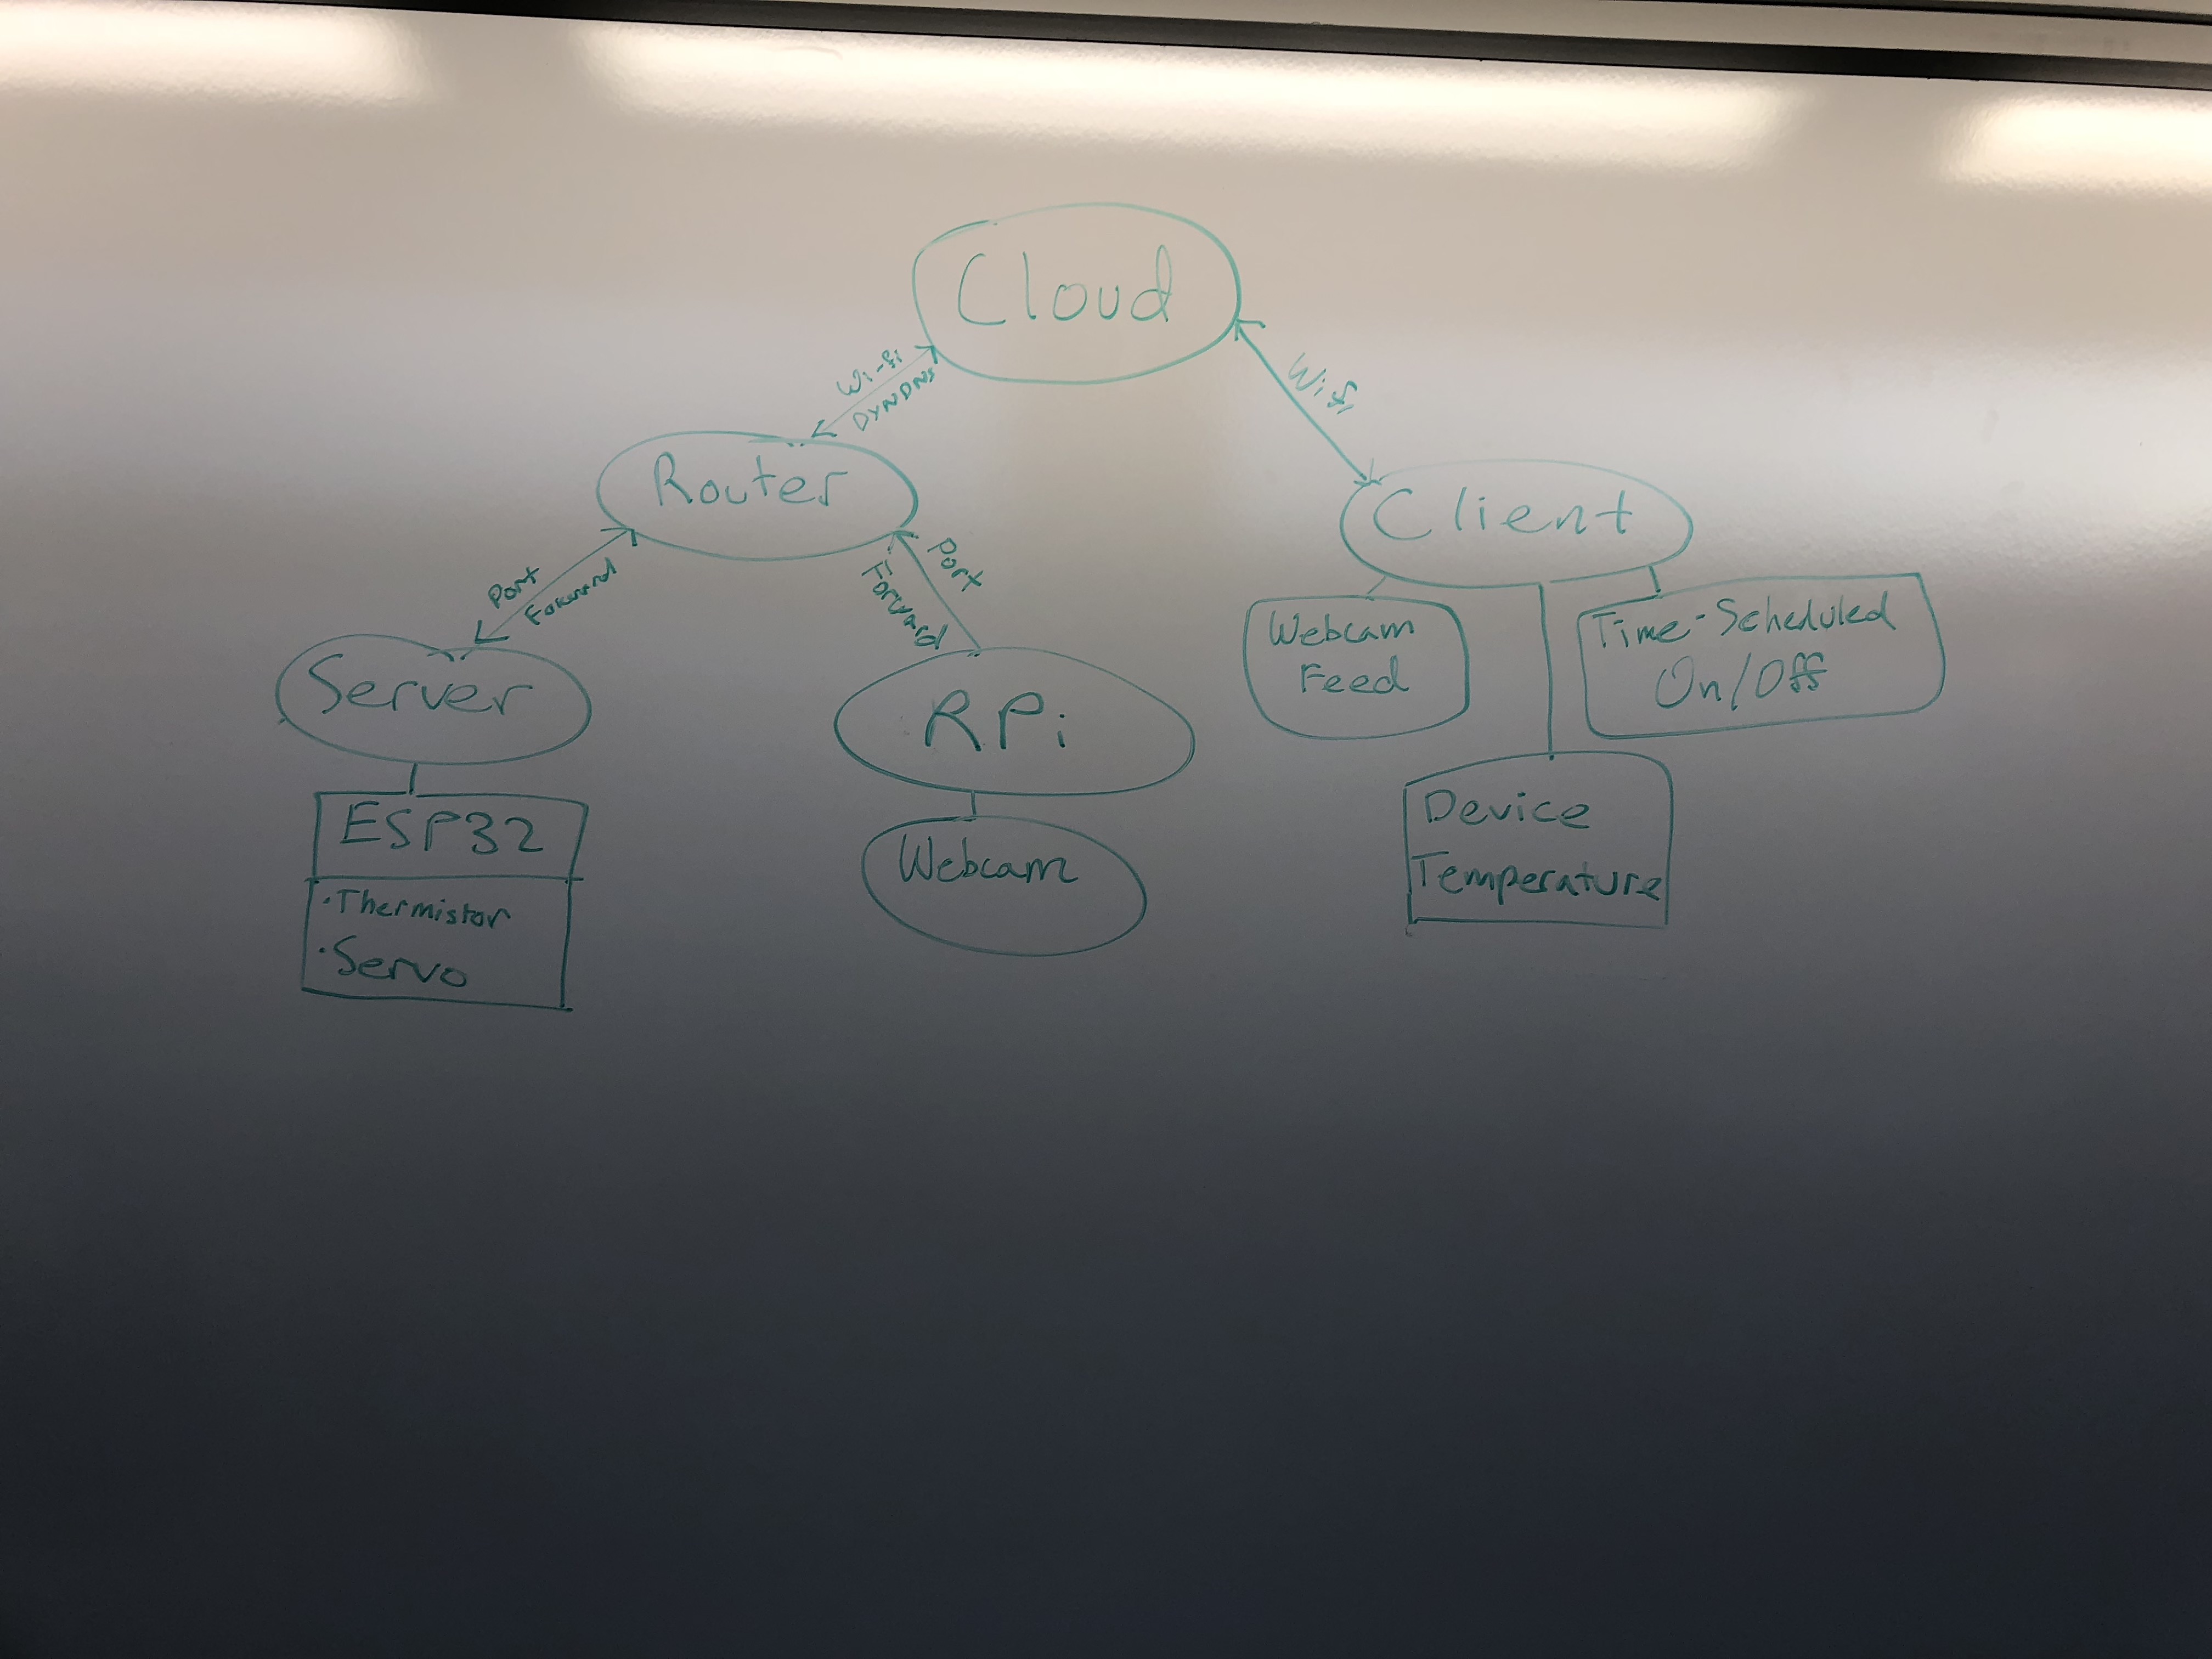 Cloud
Wi-fi
DYNDNS
Wifi
Router
Client
Port
Forward
Port
Forward
Server
RPi
Webcam
Feed
Time-Scheduled
On/Off
ESP32
·Thermistor
·Servo
Webcam
Device
Temperature